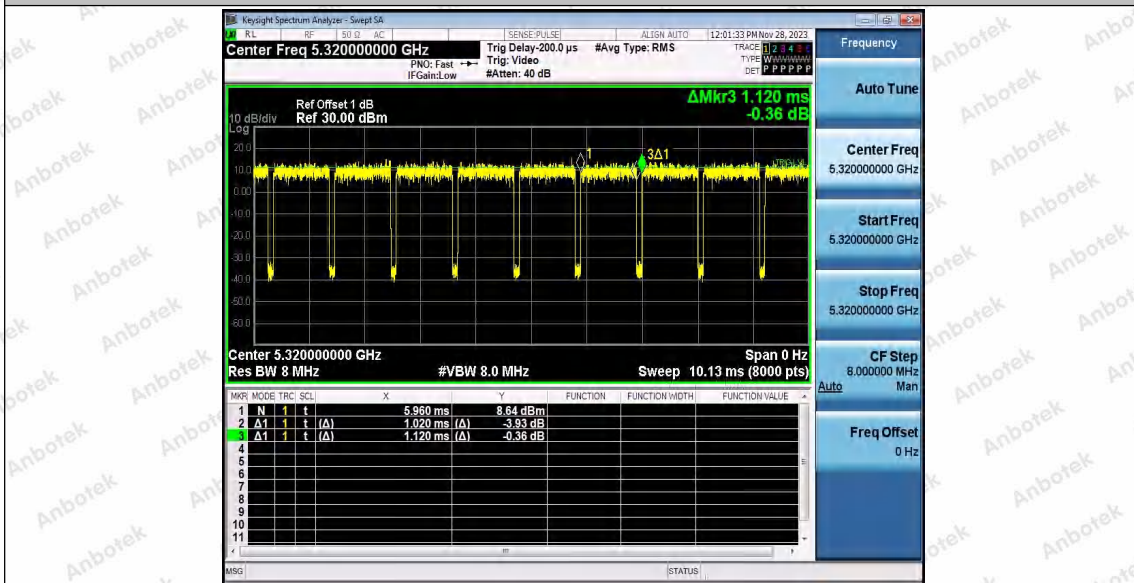 Keysight Spectrum Analyzer - Swept SA
RL RF 50 Ω AC SENSE:PULSE ALIGN AUTO 12:01:33 PM Nov 28, 2023
Center Freq 5.320000000 GHz Trig Delay-200.0 µs #Avg Type: RMS TRACE 1 2 3 4 5 6
PNO: Fast Trig: Video TYPE WWWWWW
IFGain:Low #Atten: 40 dB DET P P P P P P
ΔMkr3 1.120 ms
-0.36 dB
Ref Offset 1 dB
10 dB/div Ref 30.00 dBm
Log
20.0
10.0
0.00
-10.0
-20.0
-30.0
-40.0
-50.0
-60.0
1
3Δ1
TRIG LVL
Center 5.320000000 GHz Span 0 Hz
Res BW 8 MHz #VBW 8.0 MHz Sweep 10.13 ms (8000 pts)
MKR MODE TRC SCL X Y FUNCTION FUNCTION WIDTH FUNCTION VALUE
1 N 1 t 5.960 ms 8.64 dBm
2 Δ1 1 t (Δ) 1.020 ms (Δ) -3.93 dB
3 Δ1 1 t (Δ) 1.120 ms (Δ) -0.36 dB
4
5
6
7
8
9
10
11
MSG STATUS
Frequency
Auto Tune
Center Freq
5.320000000 GHz
Start Freq
5.320000000 GHz
Stop Freq
5.320000000 GHz
CF Step
8.000000 MHz
Auto Man
Freq Offset
0 Hz
Anbotek